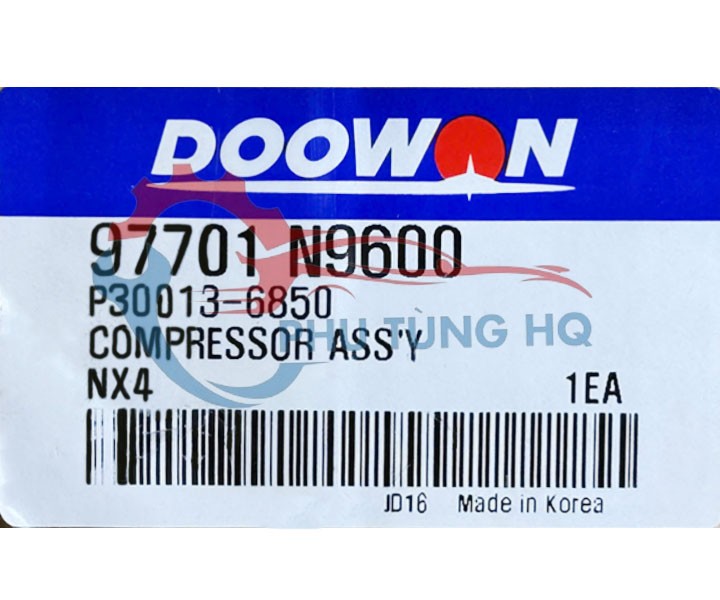 DOOWON
97701 N9600
P30013-6850
PHỤ TÙNG HQ
COMPRESSOR ASS'Y
NX4 1EA
JD16 Made in Korea